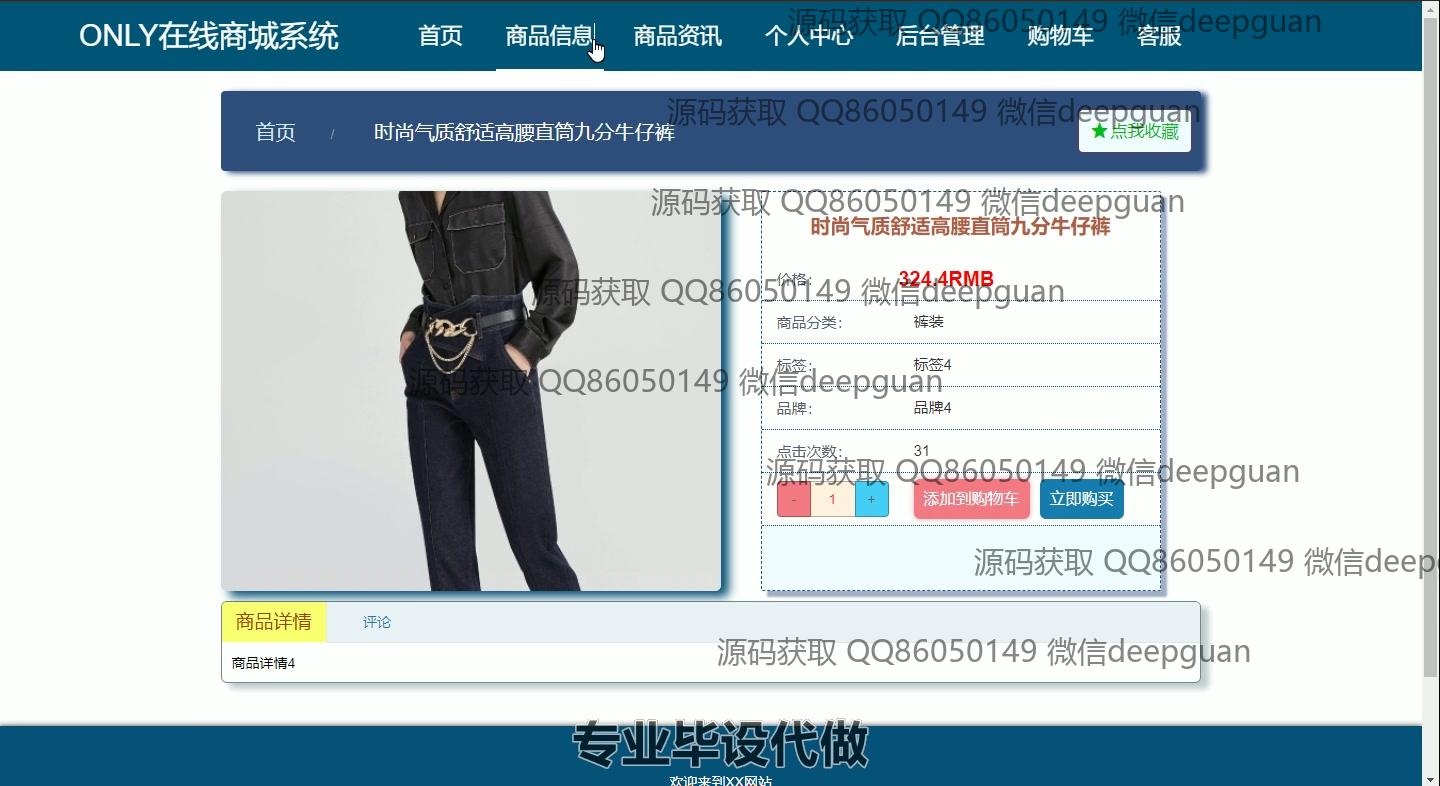 ONLY在线商城系统 首页 商品信息 商品资讯 个人中心 后台管理 购物车 客服
源码获取 QQ86050149 微信deepguan
源码获取 QQ86050149 微信deepguan
首页 / 时尚气质舒适高腰直筒九分牛仔裤 ★点我收藏
源码获取 QQ86050149 微信deepguan
时尚气质舒适高腰直筒九分牛仔裤
价格: 324.4RMB
源码获取 QQ86050149 微信deepguan
商品分类: 裤装
标签: 标签4
源码获取 QQ86050149 微信deepguan
品牌: 品牌4
点击次数: 31
源码获取 QQ86050149 微信deepguan
- 1 + 添加到购物车 立即购买
源码获取 QQ86050149 微信deep
商品详情 评论
源码获取 QQ86050149 微信deepguan
商品详情4
专业毕设代做
欢迎来到XX网站